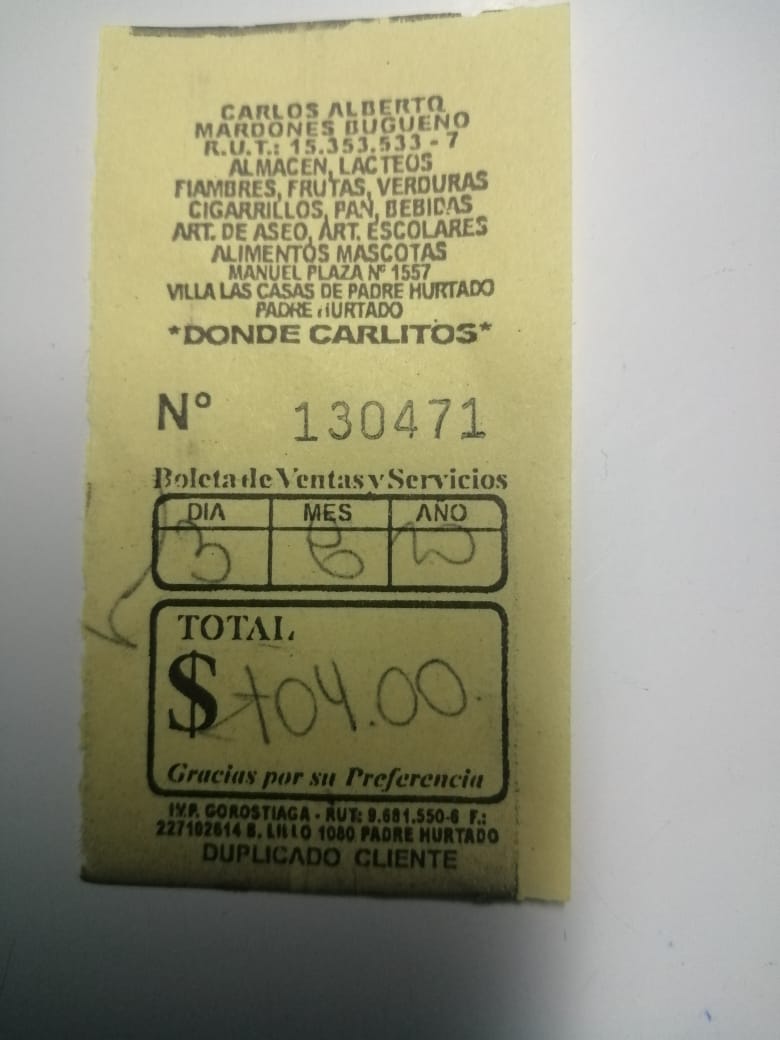 CARLOS ALBERTO
MARDONES BUGUEÑO
R.U.T.: 15.353.533 - 7
ALMACEN, LACTEOS
FIAMBRES, FRUTAS, VERDURAS
CIGARRILLOS, PAN, BEBIDAS
ART. DE ASEO, ART. ESCOLARES
ALIMENTOS MASCOTAS
MANUEL PLAZA Nº 1557
VILLA LAS CASAS DE PADRE HURTADO
PADRE HURTADO
*DONDE CARLITOS*
Nº 130471
Boleta de Ventas y Servicios
DIA MES AÑO
3 6
TOTAL
$ 04.00.
Gracias por su Preferencia
GOROSTIAGA - RUT: 9.681.550-6 F.:
227102614 B. LILLO 1080 PADRE HURTADO
DUPLICADO CLIENTE